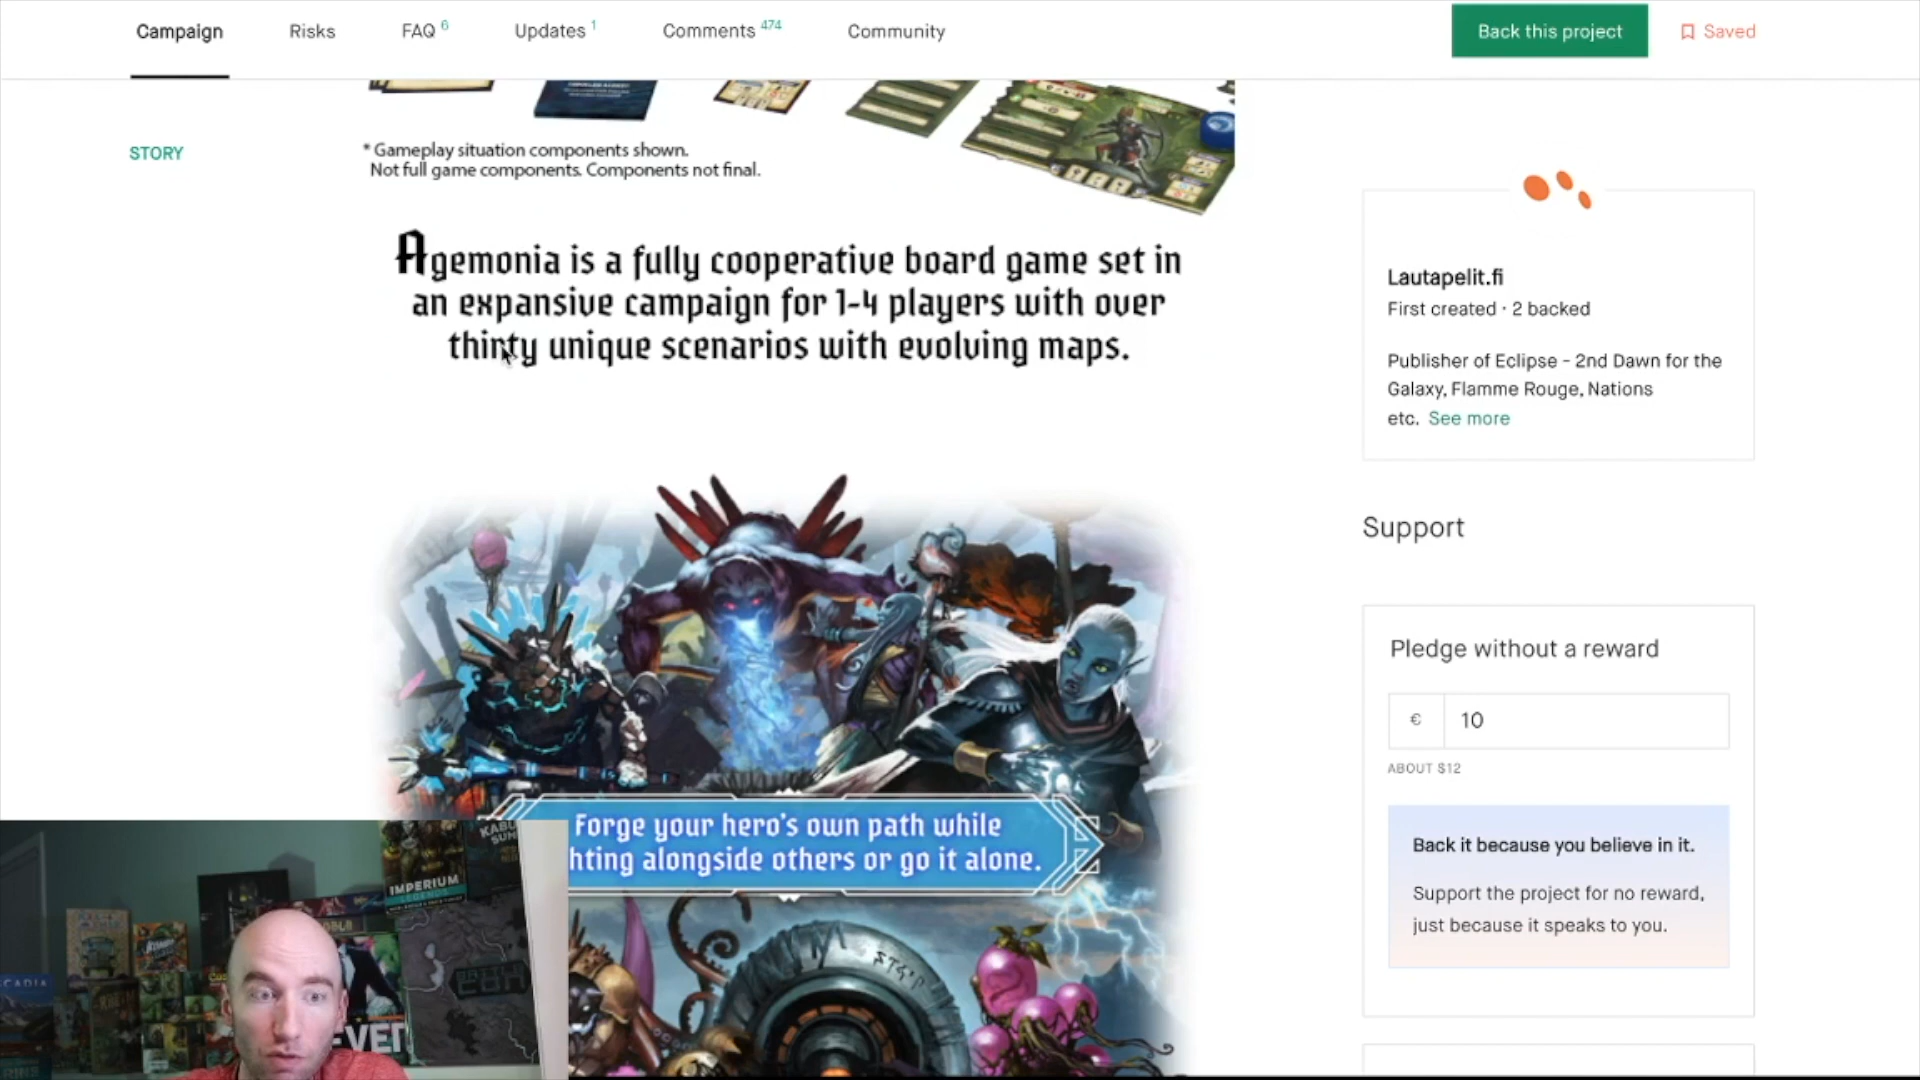 Campaign
Risks
FAQ 6
Updates 1
Comments 474
Community
Back this project
Saved
STORY
* Gameplay situation components shown.
Not full game components. Components not final.
Agemonia is a fully cooperative board game set in
an expansive campaign for 1-4 players with over
thirty unique scenarios with evolving maps.
Forge your hero's own path while
hting alongside others or go it alone.
Lautapelit.fi
First created · 2 backed
Publisher of Eclipse - 2nd Dawn for the
Galaxy, Flamme Rouge, Nations
etc. See more
Support
Pledge without a reward
€ 10
ABOUT $12
Back it because you believe in it.
Support the project for no reward,
just because it speaks to you.
IMPERIUM
LEGENDS